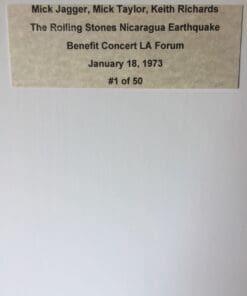 Mick Jagger, Mick Taylor, Keith Richards
The Rolling Stones Nicaragua Earthquake
Benefit Concert LA Forum
January 18, 1973
#1 of 50